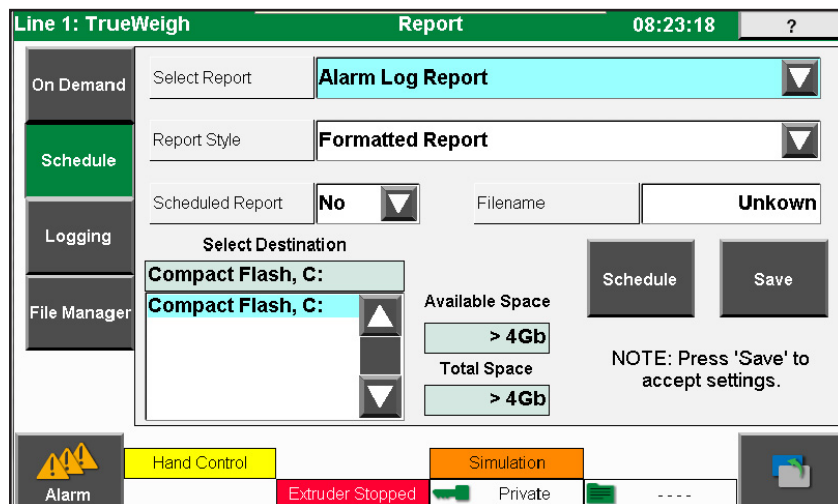 Line 1: TrueWeigh Report 08:23:18 ?
On Demand
Select Report Alarm Log Report
Report Style Formatted Report
Schedule
Scheduled Report No Filename Unkown
Logging
Select Destination
Compact Flash, C:
Schedule Save
File Manager
Compact Flash, C:
Available Space
> 4Gb
Total Space
> 4Gb
NOTE: Press 'Save' to
accept settings.
Hand Control Simulation
Alarm Extruder Stopped Private - - - -